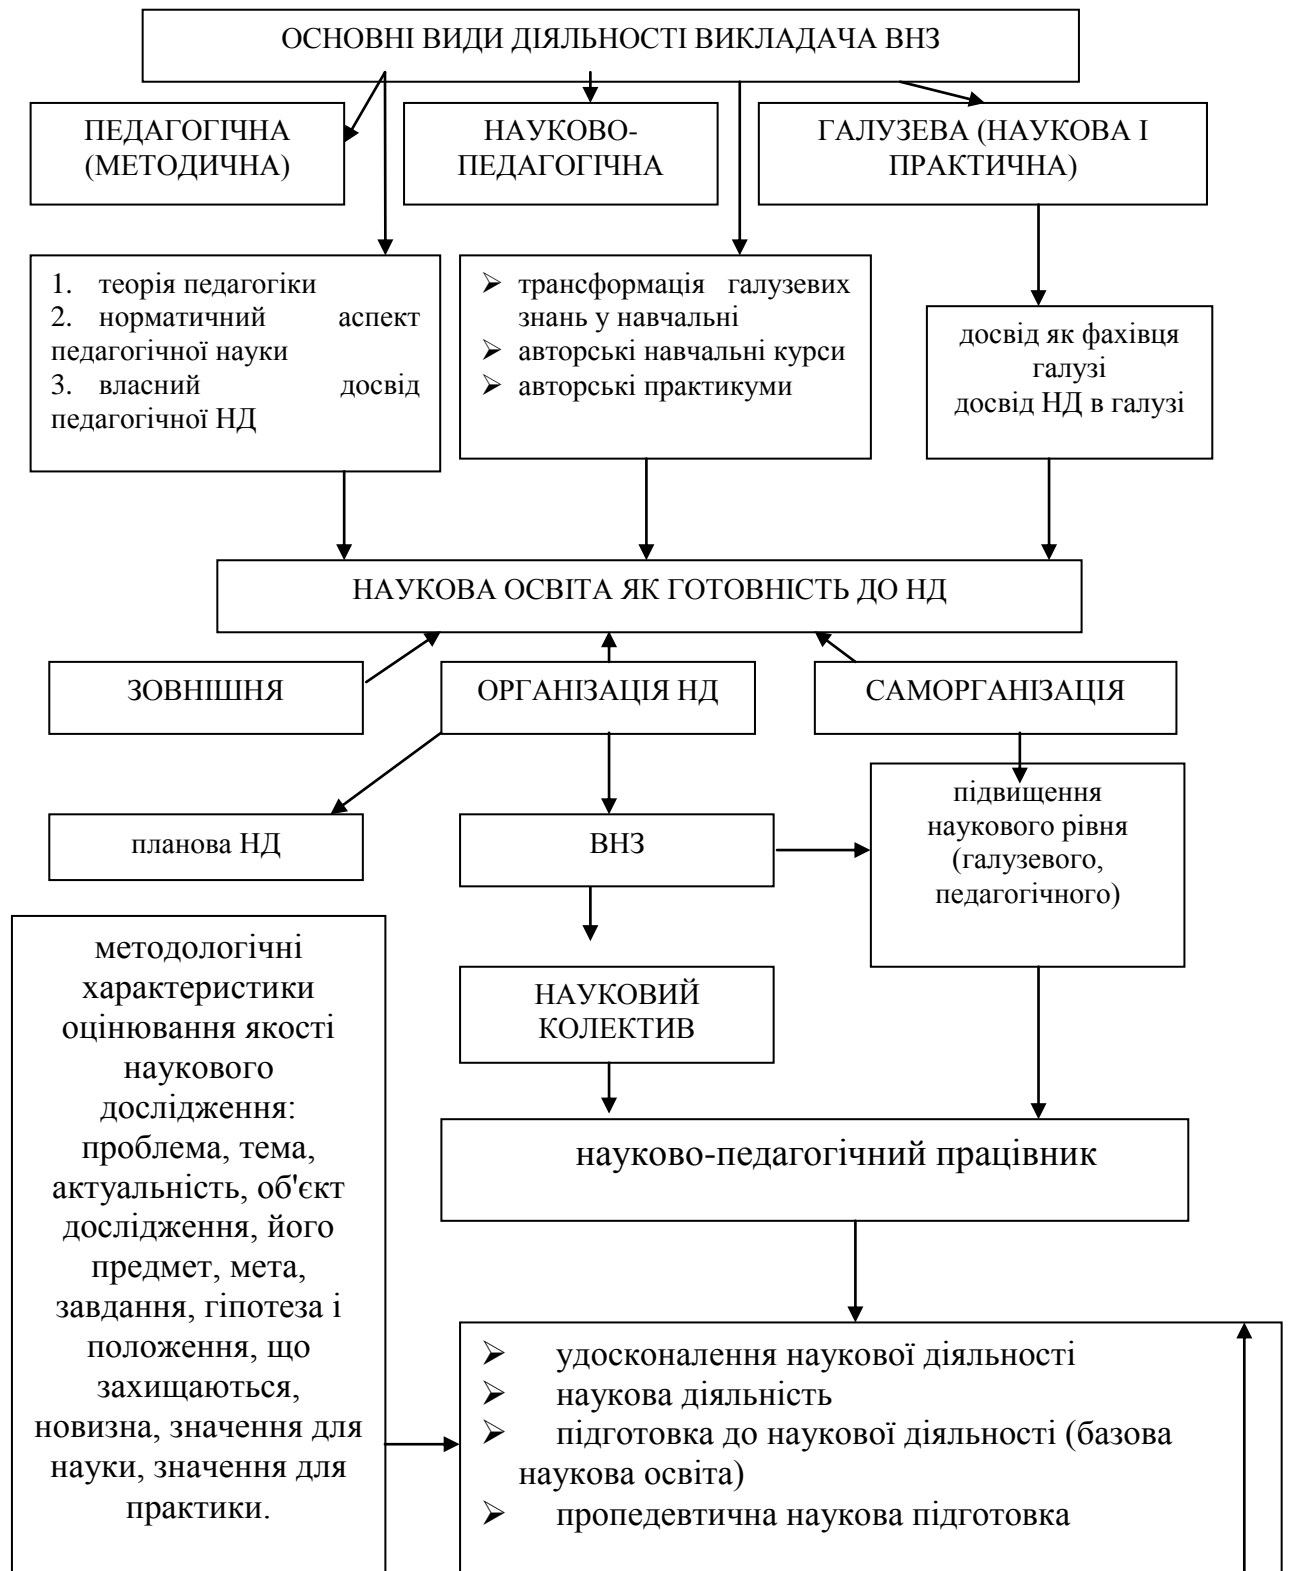 ОСНОВНІ ВИДИ ДІЯЛЬНОСТІ ВИКЛАДАЧА ВНЗ
ПЕДАГОГІЧНА
(МЕТОДИЧНА)
НАУКОВО-
ПЕДАГОГІЧНА
ГАЛУЗЕВА (НАУКОВА І
ПРАКТИЧНА)
1. теорія педагогіки
2. норматичний аспект
педагогічної науки
3. власний досвід
педагогічної НД
➢ трансформація галузевих
знань у навчальні
➢ авторські навчальні курси
➢ авторські практикуми
досвід як фахівця
галузі
досвід НД в галузі
НАУКОВА ОСВІТА ЯК ГОТОВНІСТЬ ДО НД
ЗОВНІШНЯ
ОРГАНІЗАЦІЯ НД
САМОРГАНІЗАЦІЯ
планова НД
ВНЗ
підвищення
наукового рівня
(галузевого,
педагогічного)
методологічні
характеристики
оцінювання якості
наукового
дослідження:
проблема, тема,
актуальність, об'єкт
дослідження, його
предмет, мета,
завдання, гіпотеза і
положення, що
захищаються,
новизна, значення для
науки, значення для
практики.
НАУКОВИЙ
КОЛЕКТИВ
науково-педагогічний працівник
➢ удосконалення наукової діяльності
➢ наукова діяльність
➢ підготовка до наукової діяльності (базова
наукова освіта)
➢ пропедевтична наукова підготовка